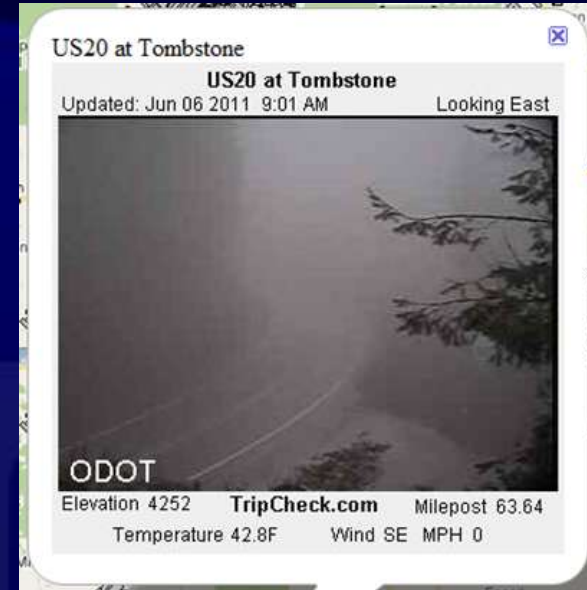 US20 at Tombstone
US20 at Tombstone
Updated: Jun 06 2011 9:01 AM Looking East
ODOT
Elevation 4252 TripCheck.com Milepost 63.64
Temperature 42.8F Wind SE MPH 0